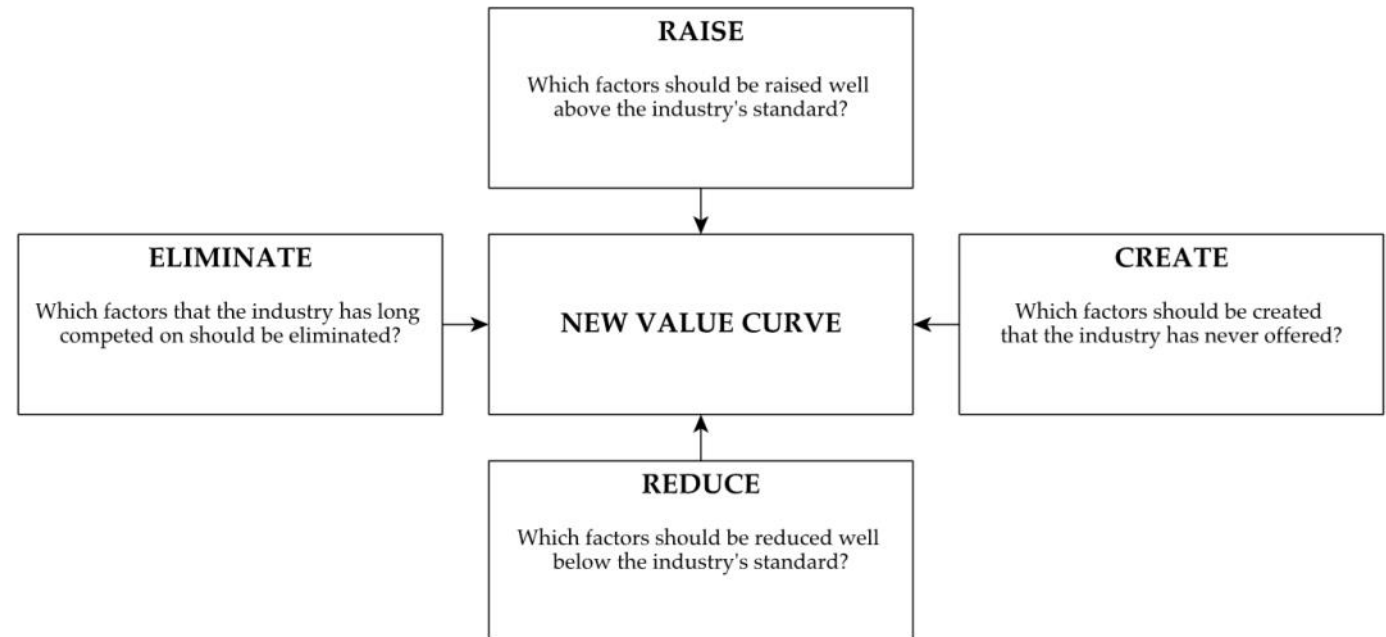 RAISE
Which factors should be raised well
above the industry's standard?
ELIMINATE
Which factors that the industry has long
competed on should be eliminated?
NEW VALUE CURVE
CREATE
Which factors should be created
that the industry has never offered?
REDUCE
Which factors should be reduced well
below the industry's standard?